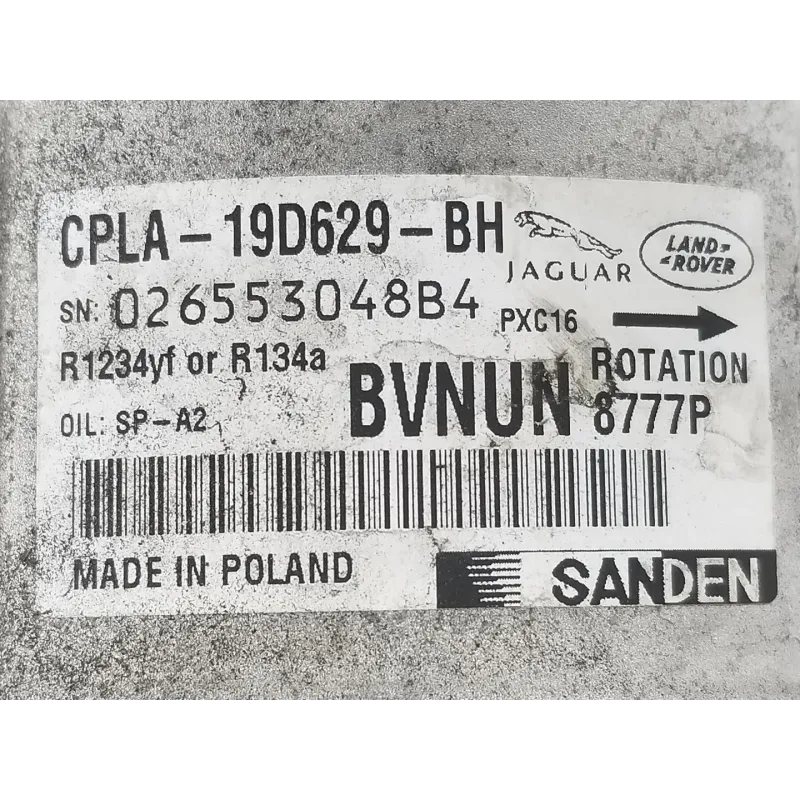 CPLA-19D629-BH
JAGUAR
LAND-
-ROVER
SN: 026553048B4
PXC16
R1234yf or R134a
BVNUN
ROTATION
OIL: SP-A2
8777P
MADE IN POLAND
SANDEN